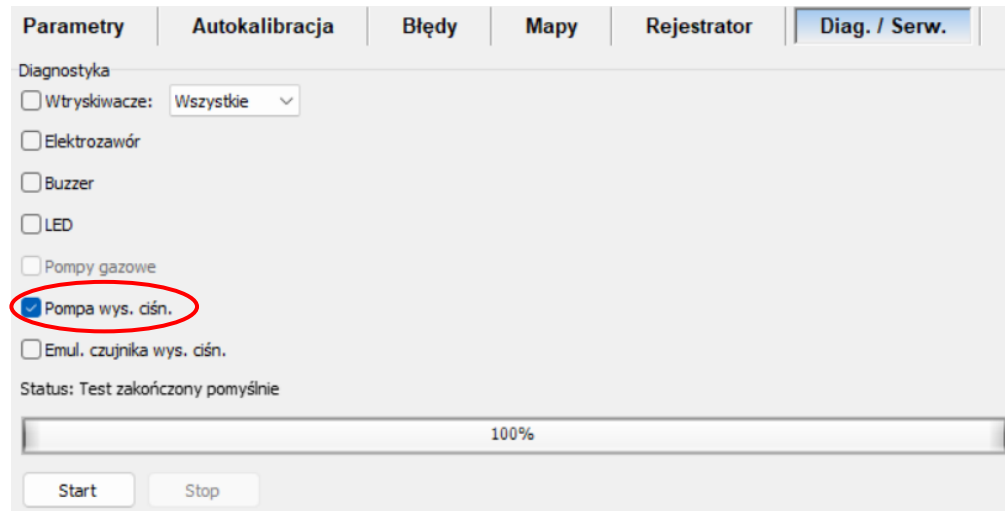 Parametry Autokalibracja Błędy Mapy Rejestrator Diag. / Serw.
Diagnostyka
Wtryskiwacze: Wszystkie
Elektrozawór
Buzzer
LED
Pompy gazowe
Pompa wys. ciśn.
Emul. czujnika wys. ciśn.
Status: Test zakończony pomyślnie
100%
Start Stop